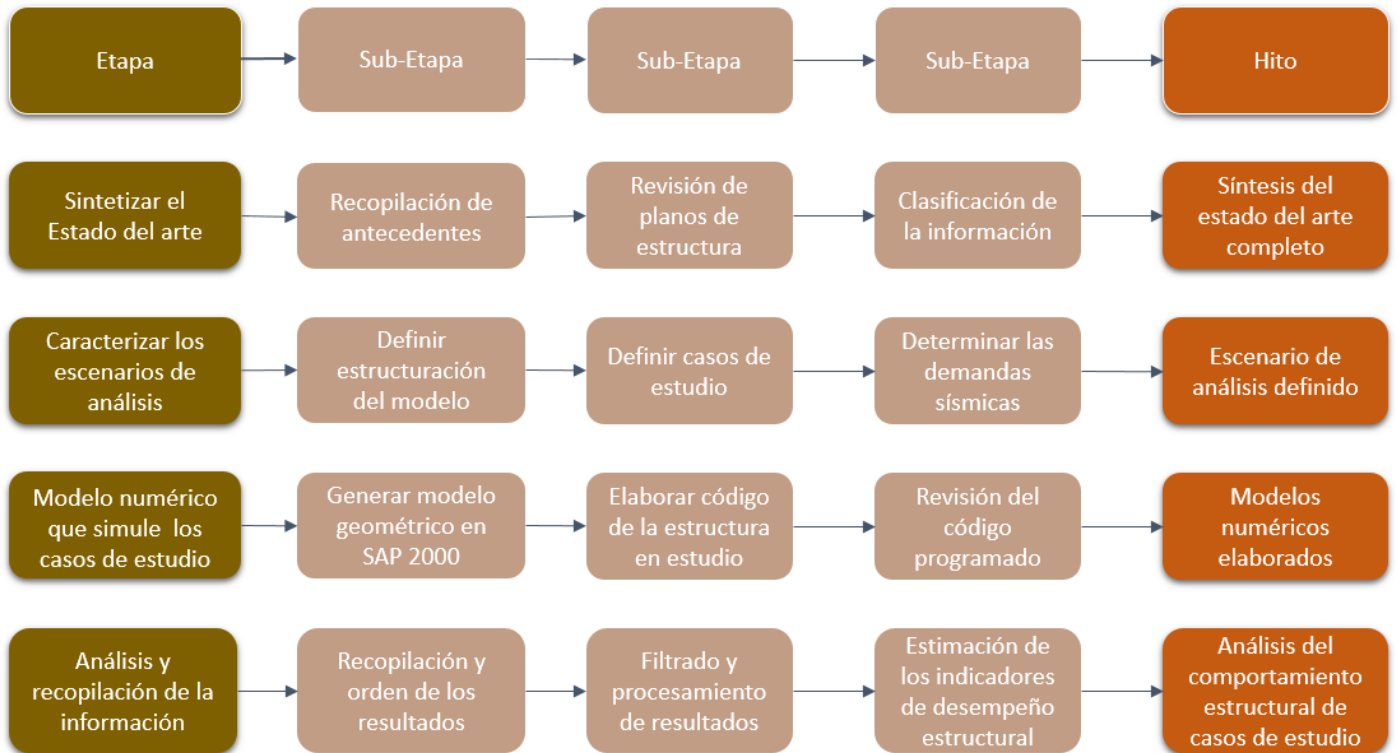 Etapa
Sub-Etapa
Sub-Etapa
Sub-Etapa
Hito
Sintetizar el
Estado del arte
Recopilación de
antecedentes
Revisión de
planos de
estructura
Clasificación de
la información
Síntesis del
estado del arte
completo
Caracterizar los
escenarios de
análisis
Definir
estructuración
del modelo
Definir casos de
estudio
Determinar las
demandas
sísmicas
Escenario de
análisis definido
Modelo numérico
que simule los
casos de estudio
Generar modelo
geométrico en
SAP 2000
Elaborar código
de la estructura
en estudio
Revisión del
código
programado
Modelos
numéricos
elaborados
Análisis y
recopilación de la
información
Recopilación y
orden de los
resultados
Filtrado y
procesamiento
de resultados
Estimación de
los indicadores
de desempeño
estructural
Análisis del
comportamiento
estructural de
casos de estudio